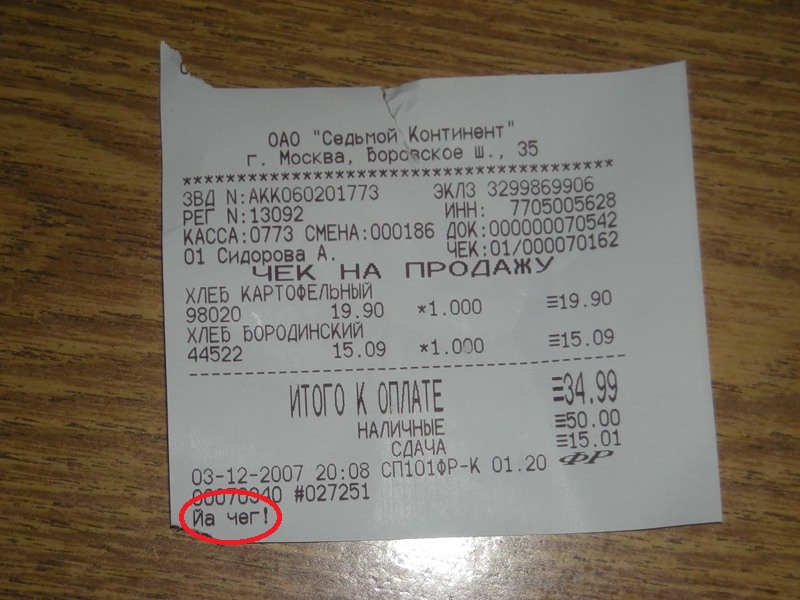 ОАО "Седьмой Континент"
г. Москва, Боровское ш., 35
******************************************
ЗВД N:АКК060201773 ЭКЛЗ 3299869906
РЕГ N:13092 ИНН: 7705005628
КАССА:0773 СМЕНА:000186 ДОК:000000070542
01 Сидорова А. ЧЕК:01/000070162
ЧЕК НА ПРОДАЖУ
ХЛЕБ КАРТОФЕЛЬНЫЙ
98020 19.90 *1.000 ≡19.90
ХЛЕБ БОРОДИНСКИЙ
44522 15.09 *1.000 ≡15.09
ИТОГО К ОПЛАТЕ ≡34.99
НАЛИЧНЫЕ ≡50.00
СДАЧА ≡15.01
03-12-2007 20:08 СП101ФР-К 01.20 ФР
00070340 #027251
Йа чег!